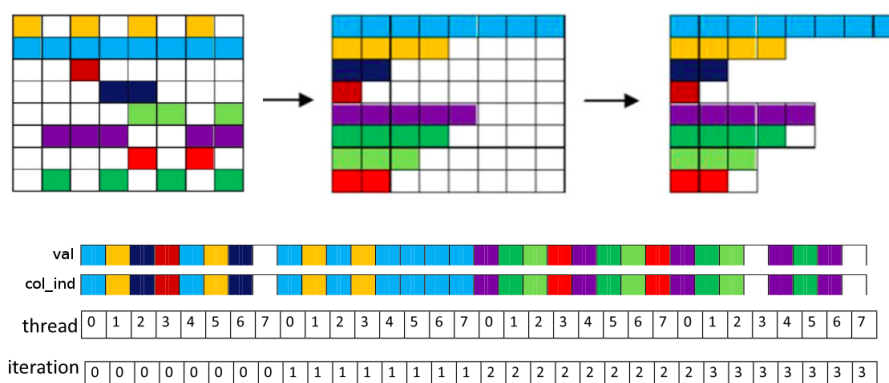 val
col_ind
thread 0 1 2 3 4 5 6 7 0 1 2 3 4 5 6 7 0 1 2 3 4 5 6 7 0 1 2 3 4 5 6 7
iteration 0 0 0 0 0 0 0 0 1 1 1 1 1 1 1 1 2 2 2 2 2 2 2 2 3 3 3 3 3 3 3 3